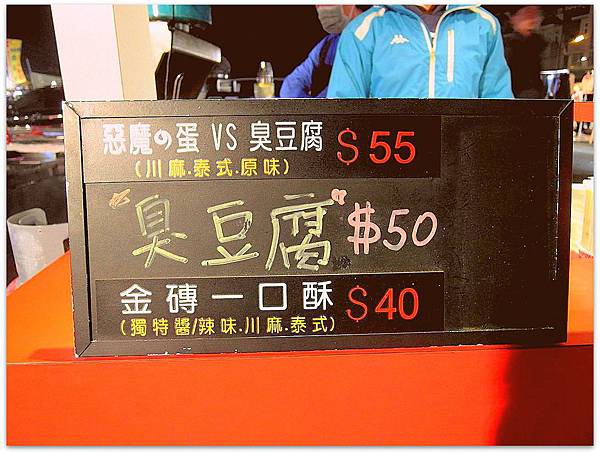 惡魔の蛋 VS 臭豆腐 $55
(川麻.泰式.原味)
臭豆腐 $50
金磚一口酥 $40
(獨特醬/辣味.川麻.泰式)
Kappa